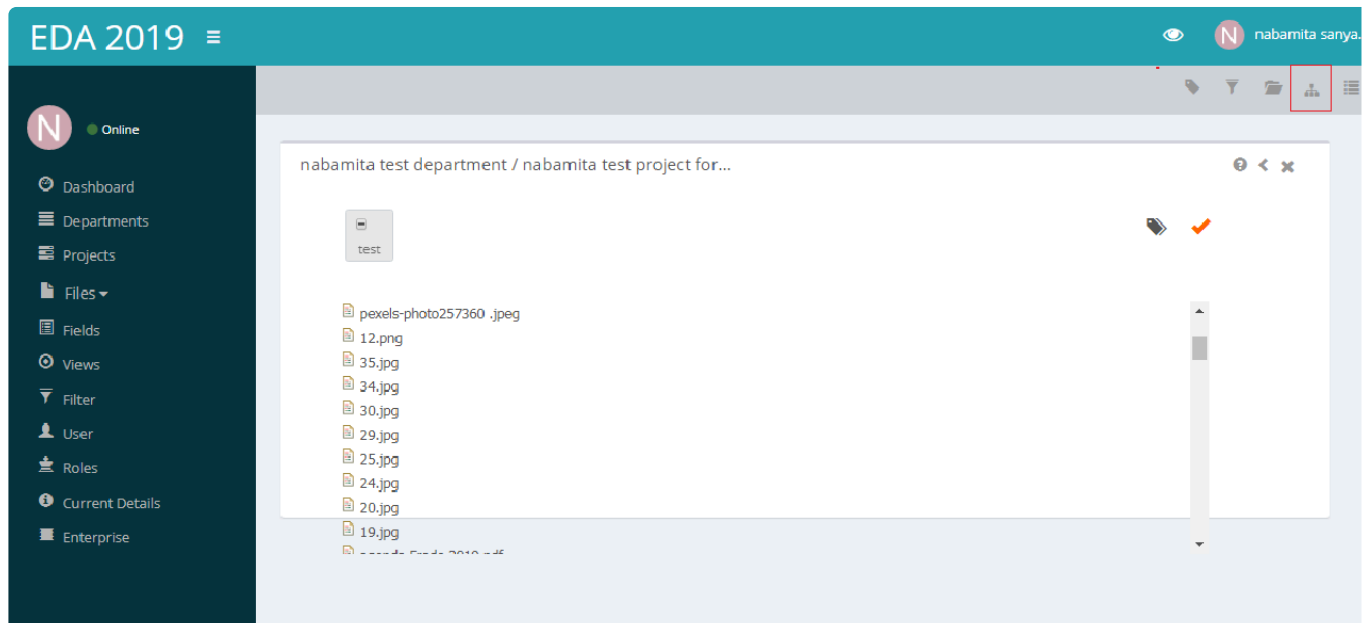 EDA 2019
nabamita sanya.
N
N
Online
Dashboard
Departments
Projects
Files
Fields
Views
Filter
User
Roles
Current Details
Enterprise
nabamita test department / nabamita test project for...
test
pexels-photo257360 .jpeg
12.png
35.jpg
34.jpg
30.jpg
29.jpg
25.jpg
24.jpg
20.jpg
19.jpg